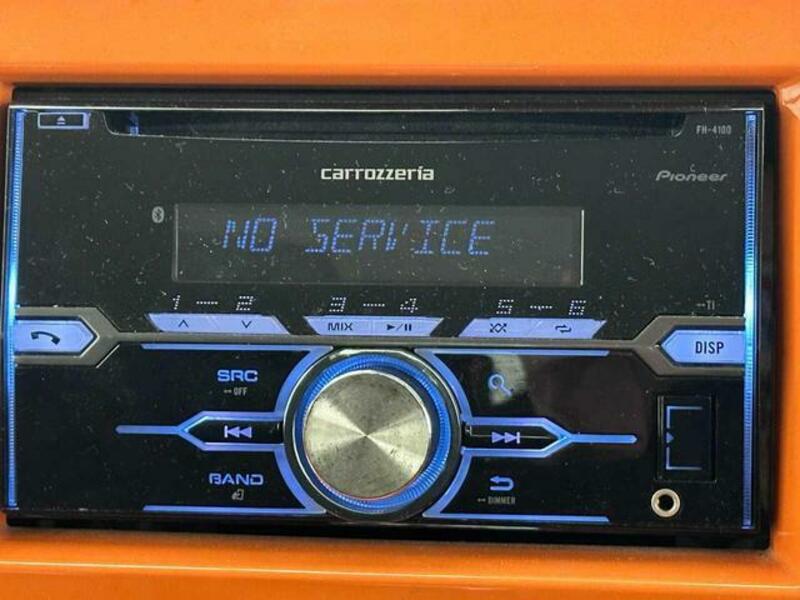 FH-4100
carrozzeria
Pioneer
NO SERVICE
1 2 3 4 5 6
MIX
DISP
SRC
OFF
BAND
DIMMER